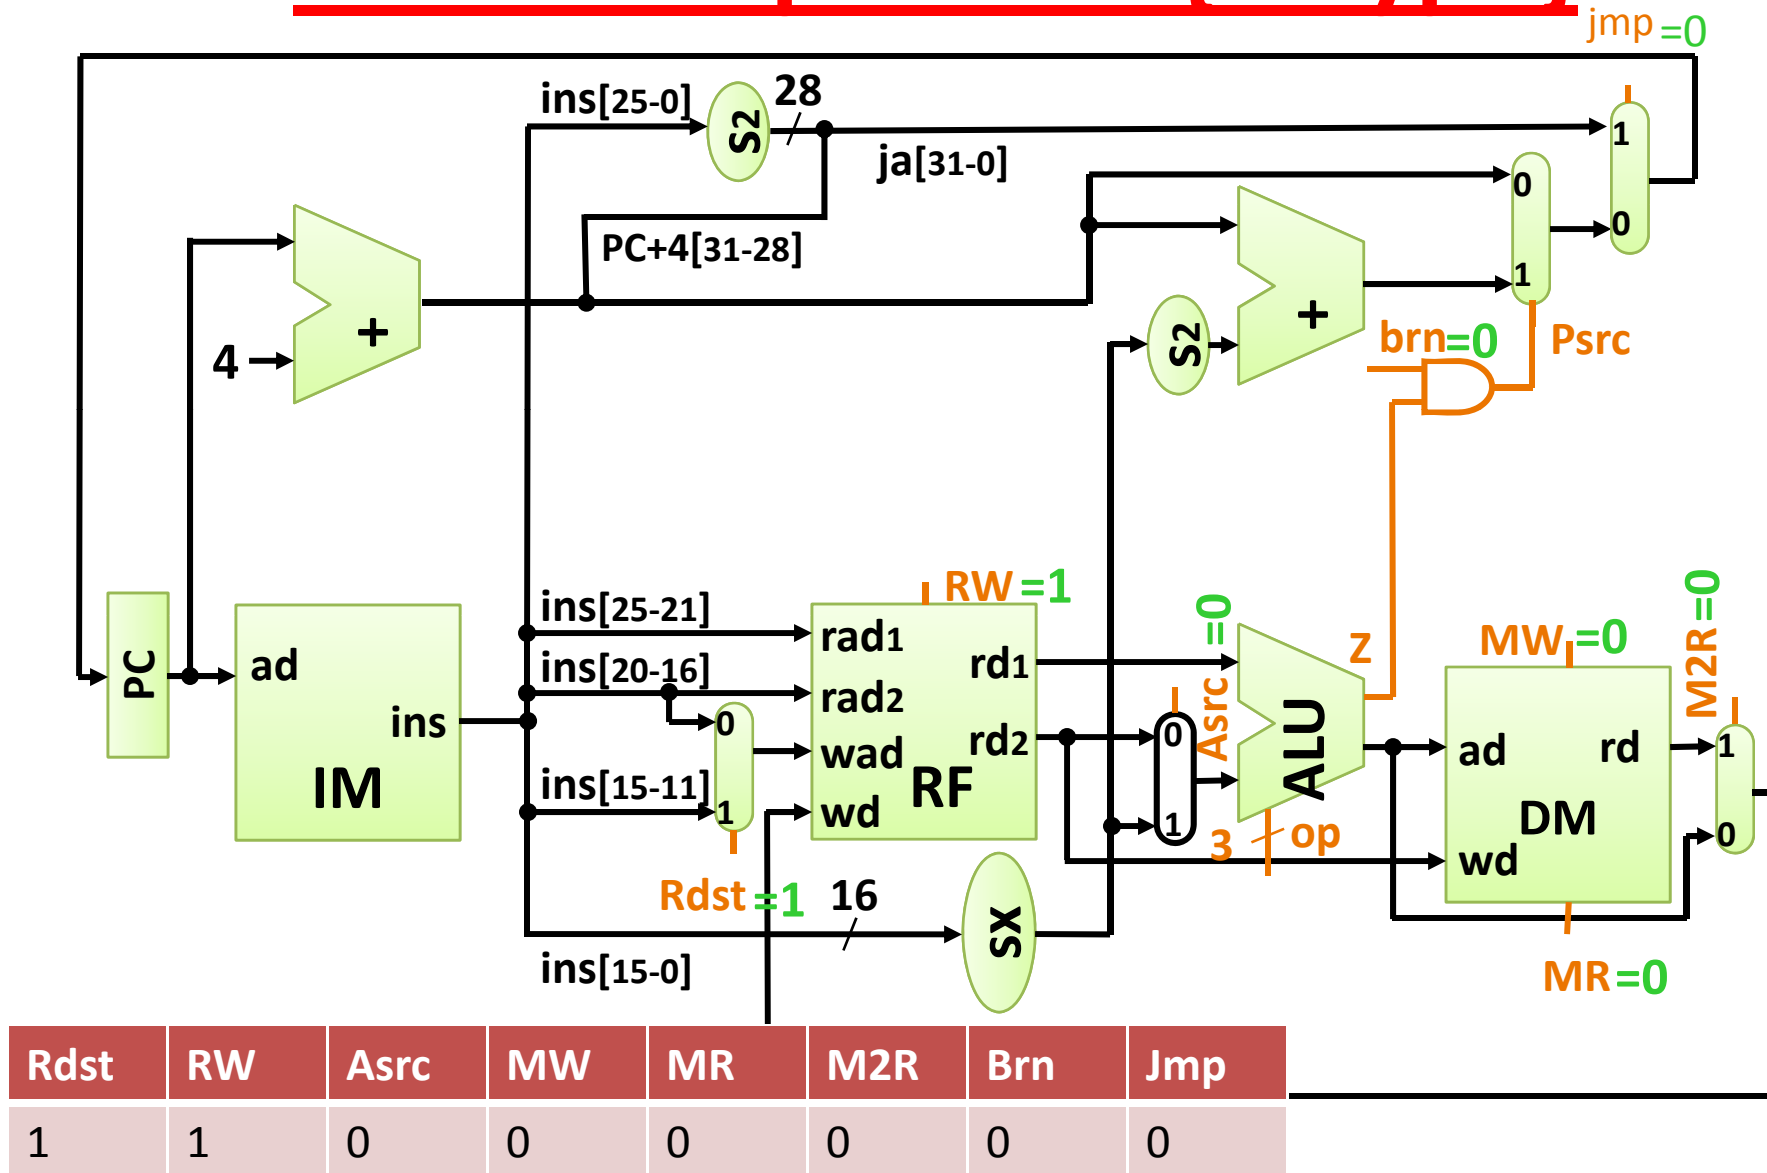 jmp =0
ins[25-0]
S2
28
1
ja[31-0]
0
0
PC+4[31-28]
1
+
4
+
S2
brn=0
Psrc
RW =1
ins[25-21]
rad1
=0
Z
MW =0
M2R =0
PC
ad
ins[20-16]
rd1
rad2
Asrc
ins
0
wad
rd2
0
ALU
ad
rd
1
IM
ins[15-11]
RF
1
wd
1
3
op
DM
0
wd
Rdst =1
16
sx
ins[15-0]
MR =0
Rdst RW Asrc MW MR M2R Brn Jmp
1 1 0 0 0 0 0 0